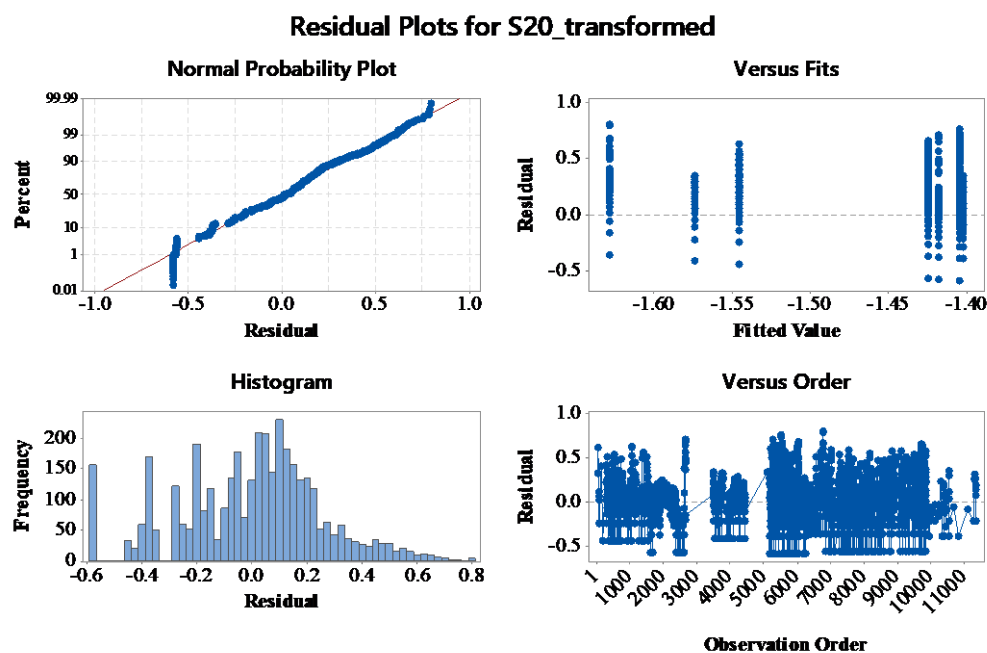 Residual Plots for S20_transformed
Normal Probability Plot
99.99
99
90
50
10
1
0.01
Percent
-1.0 -0.5 0.0 0.5 1.0
Residual
Versus Fits
1.0
0.5
0.0
-0.5
Residual
-1.60 -1.55 -1.50 -1.45 -1.40
Fitted Value
Histogram
200
150
100
50
0
Frequency
-0.6 -0.4 -0.2 0.0 0.2 0.4 0.6 0.8
Residual
Versus Order
1.0
0.5
0.0
-0.5
Residual
1 1000 2000 3000 4000 5000 6000 7000 8000 9000 10000 11000
Observation Order